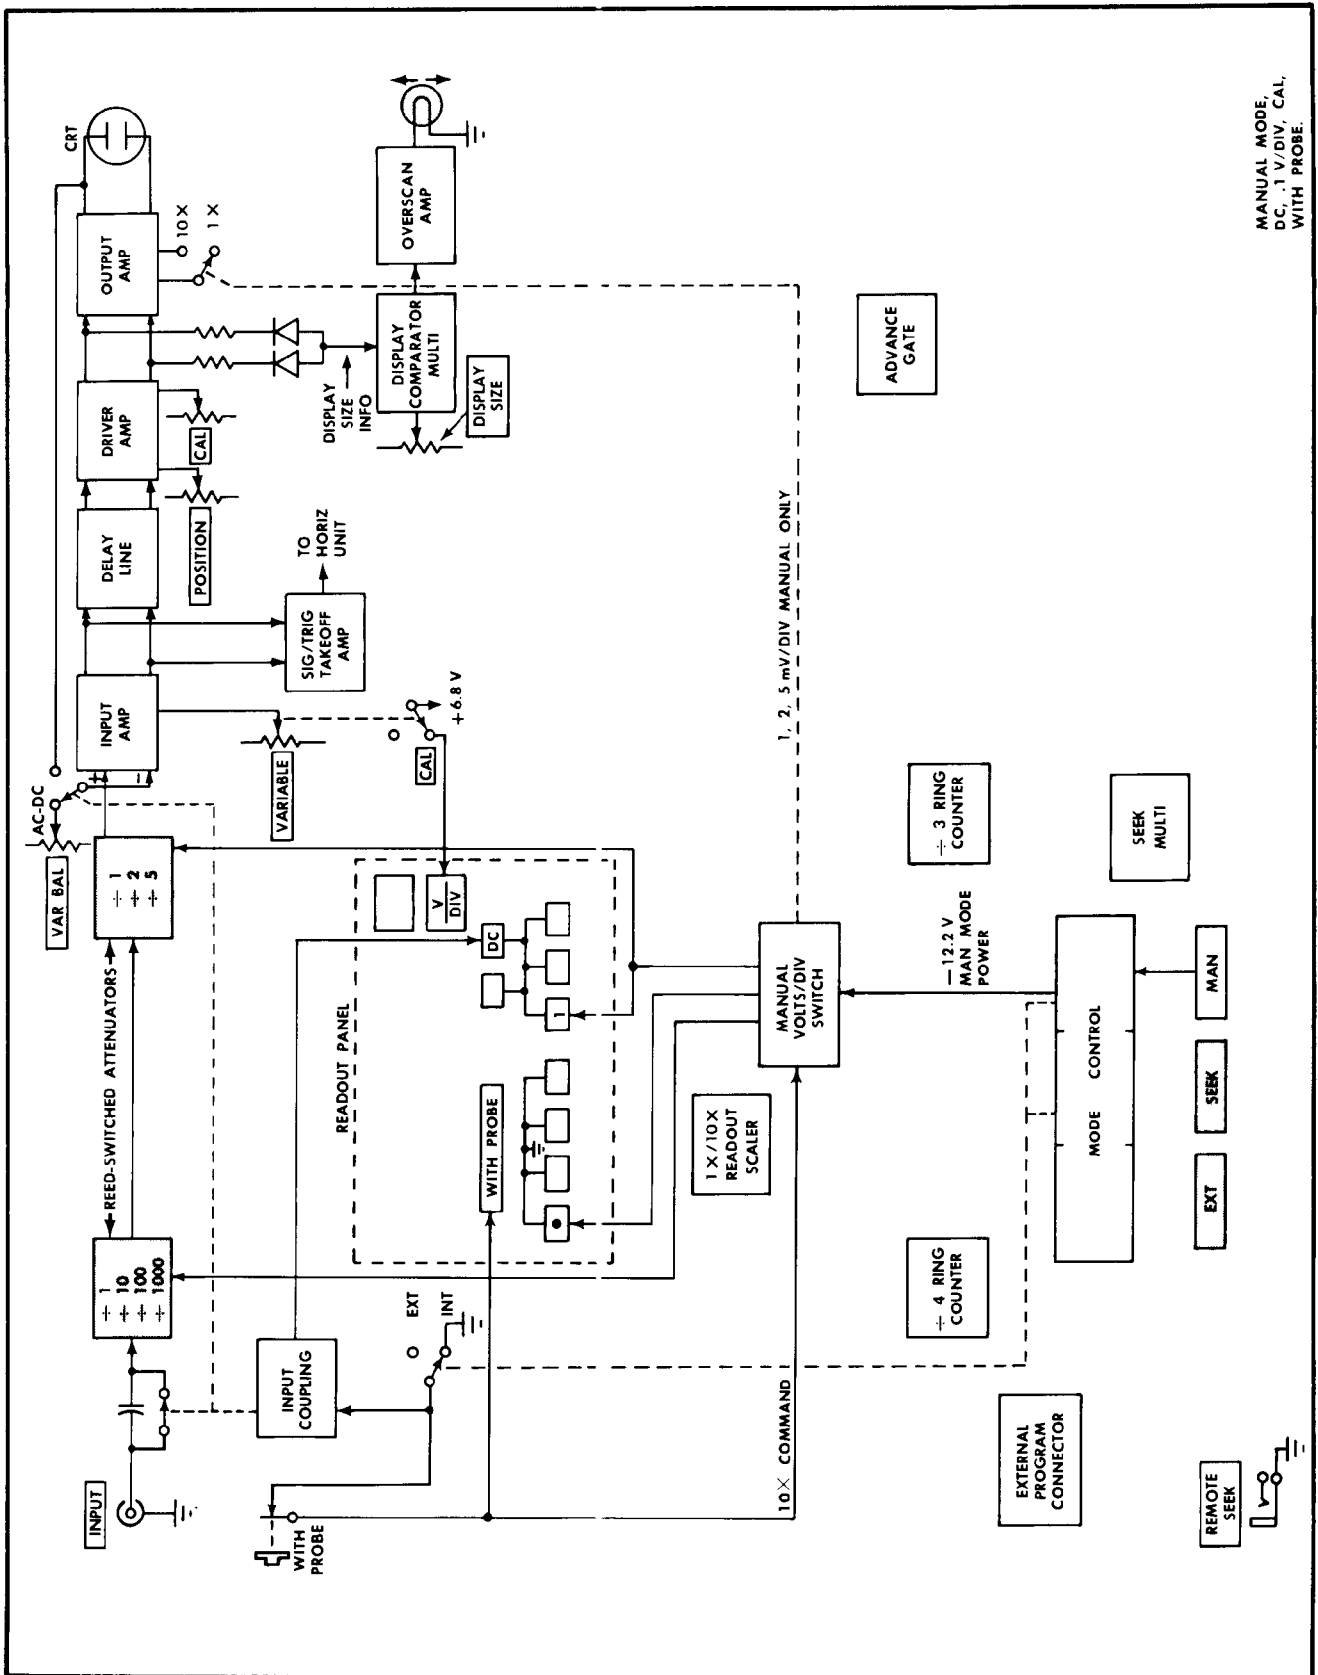 INPUT
÷ 1
÷ 10
÷ 100
÷ 1000
REED-SWITCHED ATTENUATORS
÷ 1
÷ 2
÷ 5
VAR BAL
AC-DC
+
-
INPUT
AMP
DELAY
LINE
DRIVER
AMP
OUTPUT
AMP
CRT
10 X
1 X
POSITION
CAL
SIG/TRIG
TAKEOFF
AMP
TO
HORIZ
UNIT
VARIABLE
CAL
+6.8 V
DISPLAY
SIZE
INFO
DISPLAY
COMPARATOR
MULTI
DISPLAY
SIZE
OVERSCAN
AMP
WITH
PROBE
INPUT
COUPLING
EXT
INT
READOUT PANEL
WITH PROBE
V
DIV
DC
1
10X COMMAND
1 X/10X
READOUT
SCALER
MANUAL
VOLTS/DIV
SWITCH
1, 2, 5 mV/DIV MANUAL ONLY
ADVANCE
GATE
EXTERNAL
PROGRAM
CONNECTOR
÷ 4 RING
COUNTER
—12.2 V
MAN MODE
POWER
÷ 3 RING
COUNTER
MODE CONTROL
SEEK
MULTI
REMOTE
SEEK
EXT
SEEK
MAN
MANUAL MODE,
DC, .1 V/DIV, CAL,
WITH PROBE.